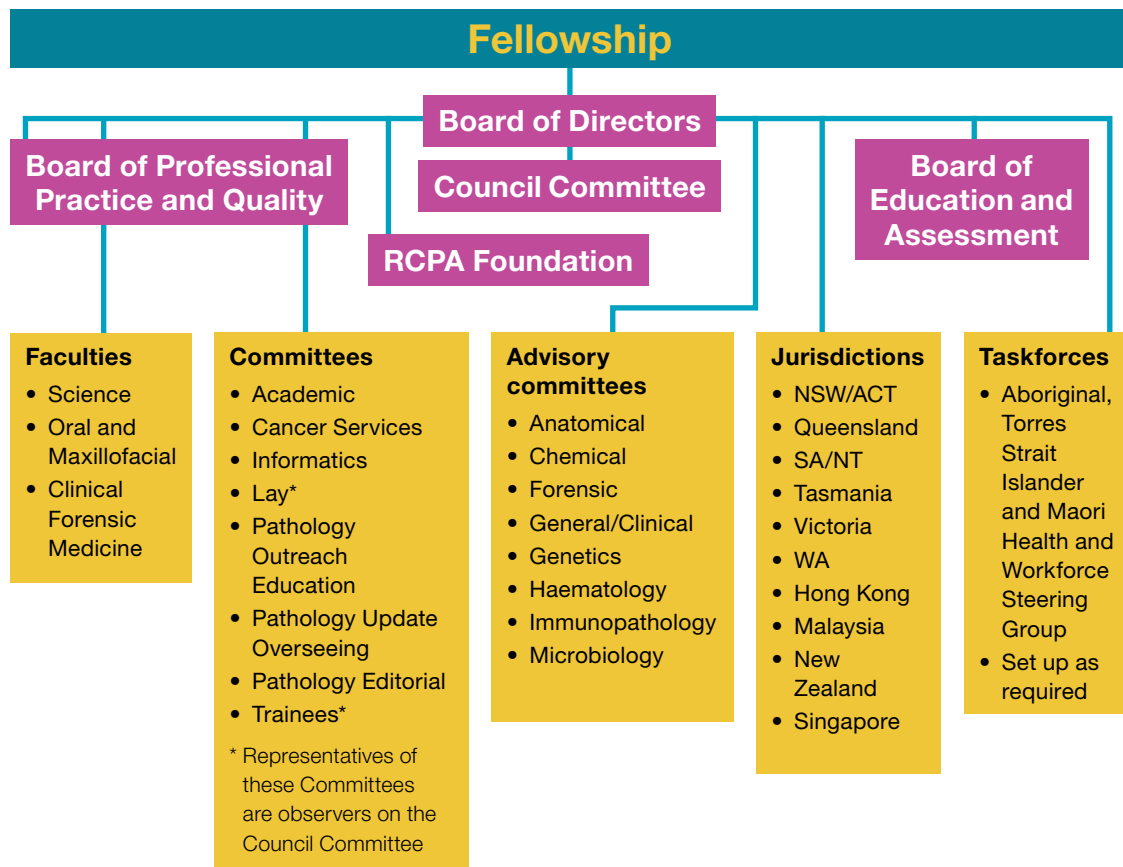 Fellowship
Board of Directors
Board of Professional
Practice and Quality
Council Committee
Board of
Education and
Assessment
RCPA Foundation
Faculties
• Science
• Oral and
Maxillofacial
• Clinical
Forensic
Medicine
Committees
• Academic
• Cancer Services
• Informatics
• Lay*
• Pathology
Outreach
Education
• Pathology Update
Overseeing
• Pathology Editorial
• Trainees*
* Representatives of
these Committees
are observers on the
Council Committee
Advisory
committees
• Anatomical
• Chemical
• Forensic
• General/Clinical
• Genetics
• Haematology
• Immunopathology
• Microbiology
Jurisdictions
• NSW/ACT
• Queensland
• SA/NT
• Tasmania
• Victoria
• WA
• Hong Kong
• Malaysia
• New
Zealand
• Singapore
Taskforces
• Aboriginal,
Torres
Strait
Islander
and Maori
Health and
Workforce
Steering
Group
• Set up as
required